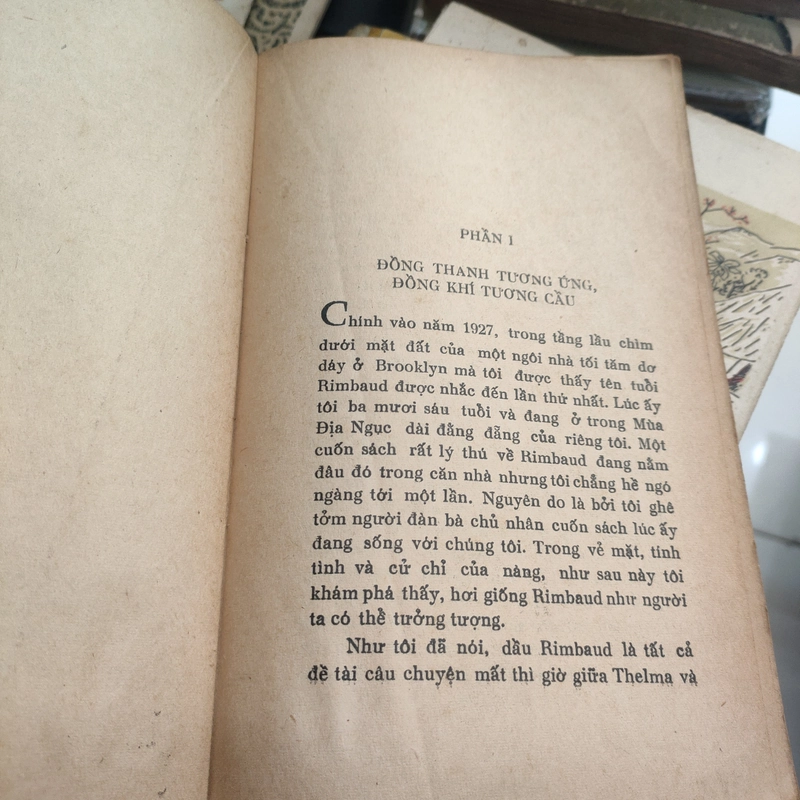 PHẦN I
ĐỒNG THANH TƯƠNG ỨNG,
ĐỒNG KHÍ TƯƠNG CẦU
Chính vào năm 1927, trong tầng lầu chìm
dưới mặt đất của một ngôi nhà tối tăm dơ
dáy ở Brooklyn mà tôi được thấy tên tuổi
Rimbaud được nhắc đến lần thứ nhất. Lúc ấy
tôi ba mươi sáu tuổi và đang ở trong Mùa
Địa Ngục dài đằng đẵng của riêng tôi. Một
cuốn sách rất lý thú về Rimbaud đang nằm
đâu đó trong căn nhà nhưng tôi chẳng hề ngó
ngàng tới một lần. Nguyên do là bởi tôi ghê
tởm người đàn bà chủ nhân cuốn sách lúc ấy
đang sống với chúng tôi. Trong vẻ mặt, tính
tình và cử chỉ của nàng, như sau này tôi
khám phá thấy, hơi giống Rimbaud như người
ta có thể tưởng tượng.
Như tôi đã nói, dầu Rimbaud là tất cả
đề tài câu chuyện mất thì giờ giữa Thelma và